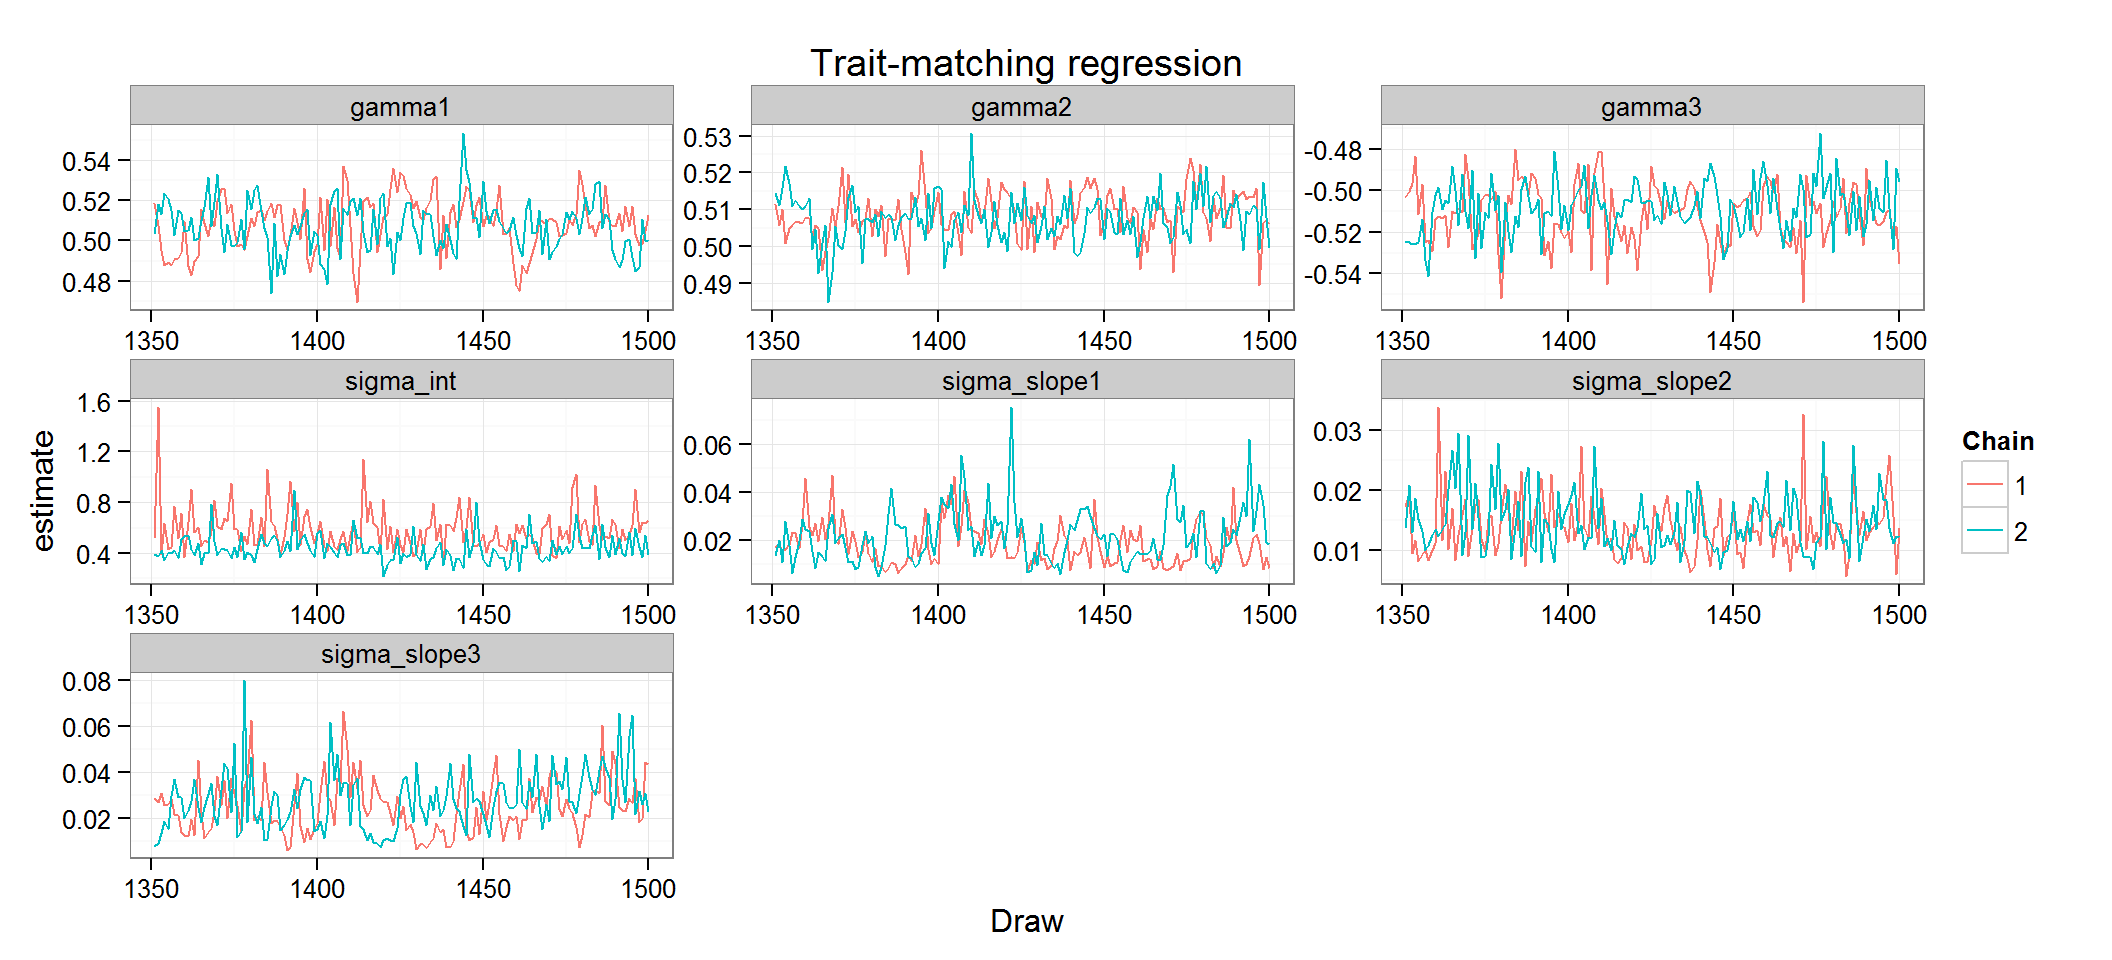 Trait-matching regression
gamma1
gamma2
gamma3
0.54
0.52
0.50
0.48
0.53
0.52
0.51
0.50
0.49
-0.48
-0.50
-0.52
-0.54
1350 1400 1450 1500
1350 1400 1450 1500
1350 1400 1450 1500
sigma_int
sigma_slope1
sigma_slope2
estimate
1.6
1.2
0.8
0.4
0.06
0.04
0.02
0.03
0.02
0.01
1350 1400 1450 1500
1350 1400 1450 1500
1350 1400 1450 1500
Chain
1
2
sigma_slope3
0.08
0.06
0.04
0.02
1350 1400 1450 1500
Draw